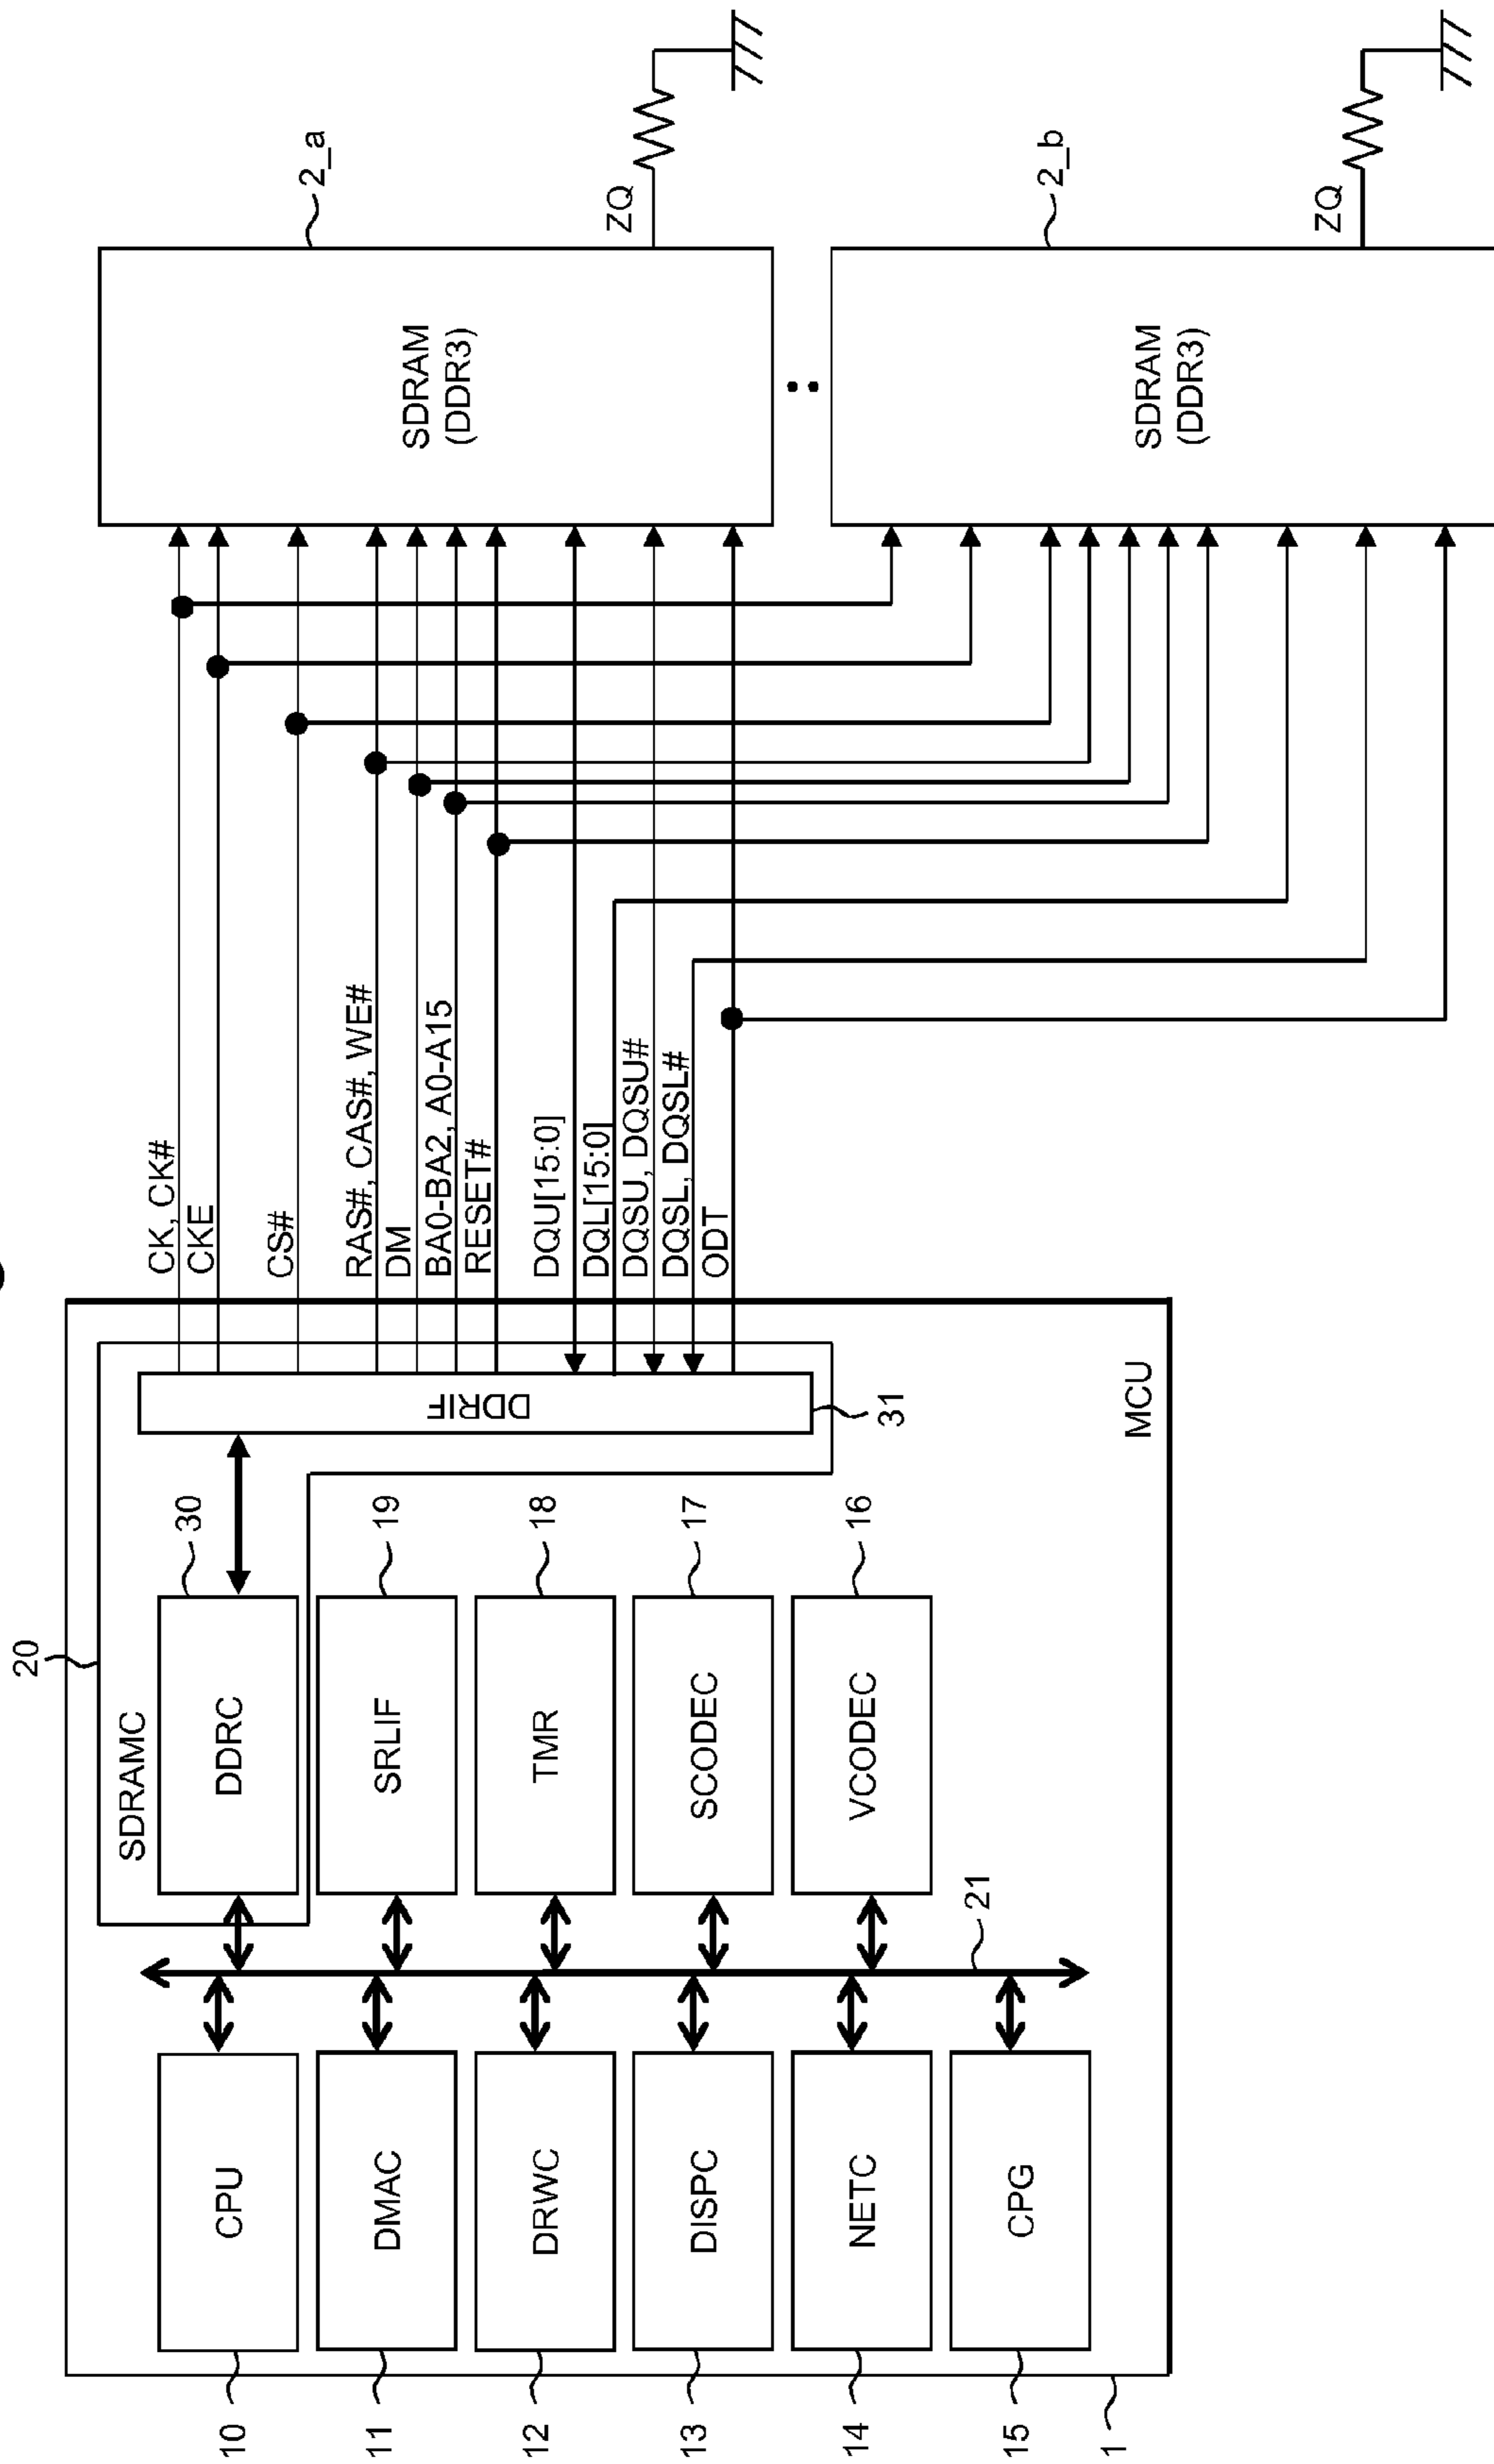 20
SDRAMC
10
CPU
DDRC
30
11
DMAC
SRLIF
19
12
DRWC
TMR
18
13
DISPC
SCODEC
17
14
NETC
VCODEC
16
15
CPG
21
1
MCU
DDRIF
31
CK, CK#
CKE
CS#
RAS#, CAS#, WE#
DM
BA0-BA2, A0-A15
RESET#
DQU[15:0]
DQL[15:0]
DQSU, DQSU#
DQSL, DQSL#
ODT
SDRAM
(DDR3)
2_a
ZQ
SDRAM
(DDR3)
2_b
ZQ